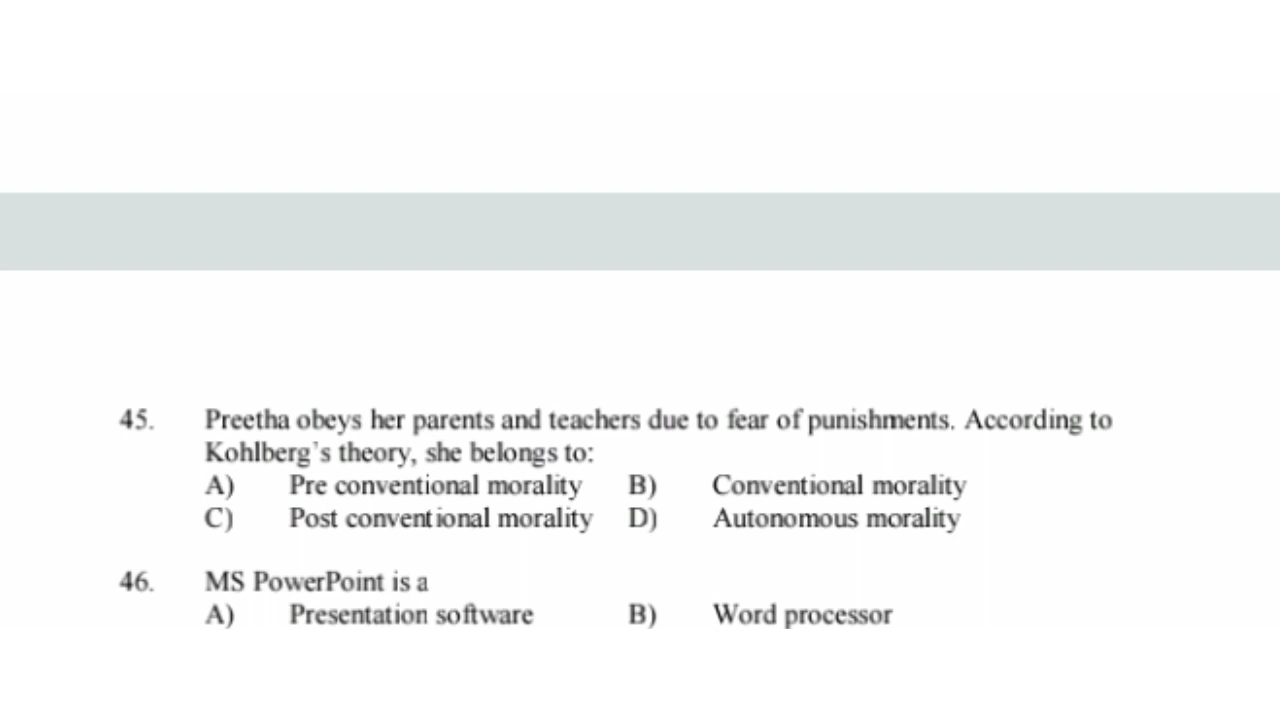 45. Preetha obeys her parents and teachers due to fear of punishments. According to
Kohlberg's theory, she belongs to:
A) Pre conventional morality B) Conventional morality
C) Post conventional morality D) Autonomous morality
46. MS PowerPoint is a
A) Presentation software B) Word processor